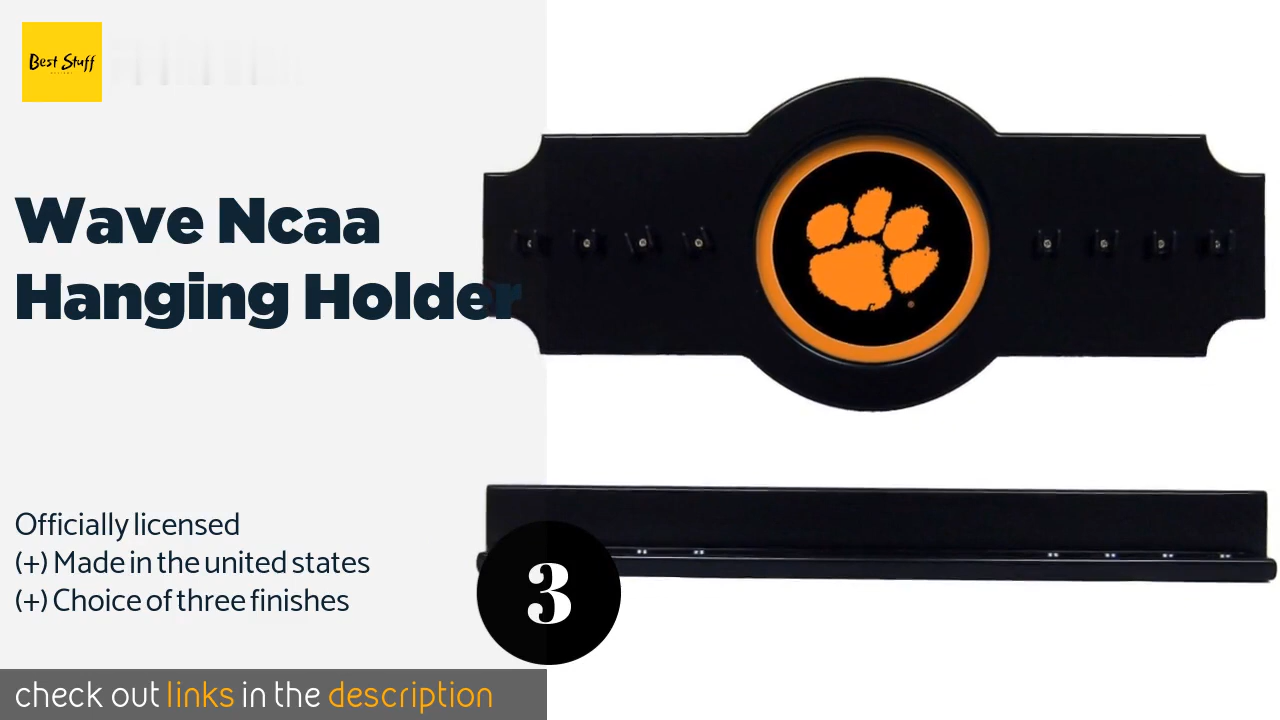 Best Stuff
Wave Ncaa
Hanging Holder
Officially licensed
(+) Made in the united states
(+) Choice of three finishes
3
check out links in the description